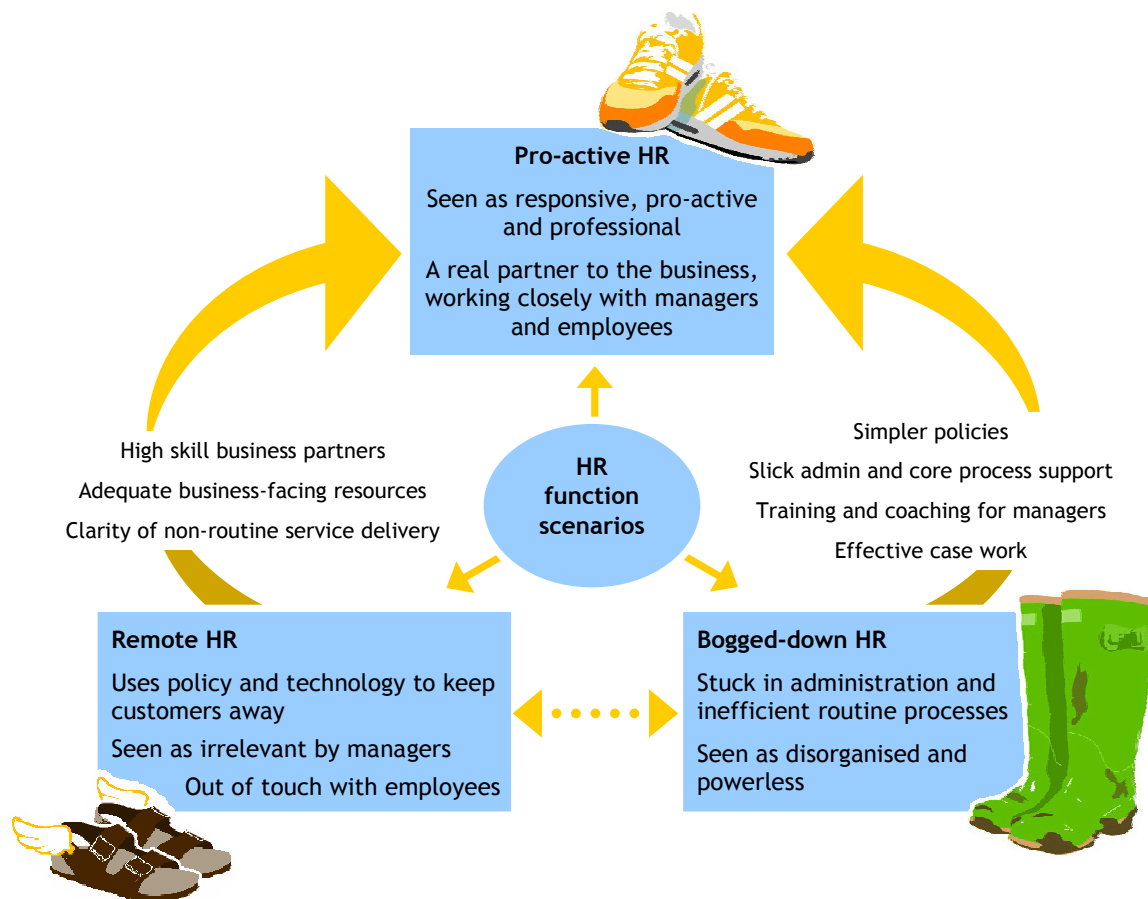 Pro-active HR
Seen as responsive, pro-active
and professional
A real partner to the business,
working closely with managers
and employees
High skill business partners
Adequate business-facing resources
Clarity of non-routine service delivery
HR
function
scenarios
Simpler policies
Slick admin and core process support
Training and coaching for managers
Effective case work
Remote HR
Uses policy and technology to keep
customers away
Seen as irrelevant by managers
Out of touch with employees
Bogged-down HR
Stuck in administration and
inefficient routine processes
Seen as disorganised and
powerless